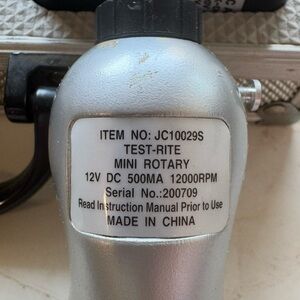 ITEM NO: JC10029S
TEST-RITE
MINI ROTARY
12V DC 500MA 12000RPM
Serial No.:200709
Read Instruction Manual Prior to Use
MADE IN CHINA